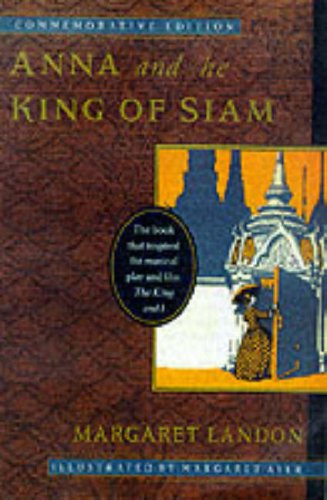 COMMEMORATIVE EDITION
ANNA and the
KING OF SIAM
The book
that inspired
the musical
play and film
The King
and I
MARGARET LANDON
ILLUSTRATED BY MARGARET AYER